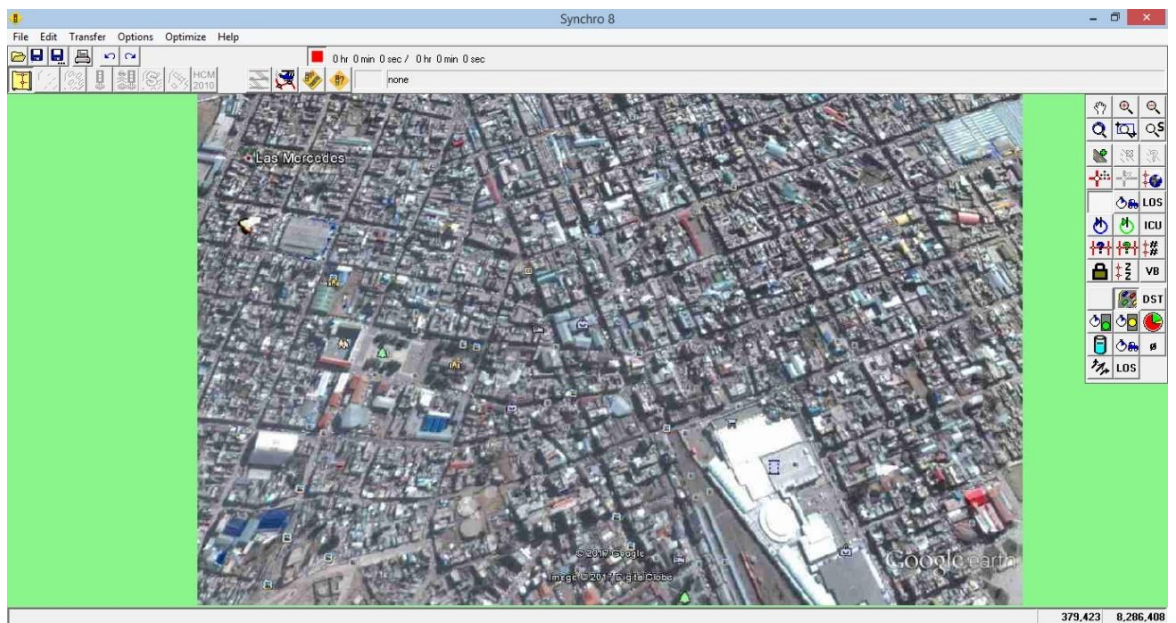 Synchro 8
File Edit Transfer Options Optimize Help
0 hr 0 min 0 sec / 0 hr 0 min 0 sec
HCM
2010
none
Las Mercedes
S
LOS
ICU
? ? #
#
Z
Z VB
DST
ø
LOS
© 2017 Google
Image © 2017 DigitalGlobe
Google earth
379,423 8,286,408